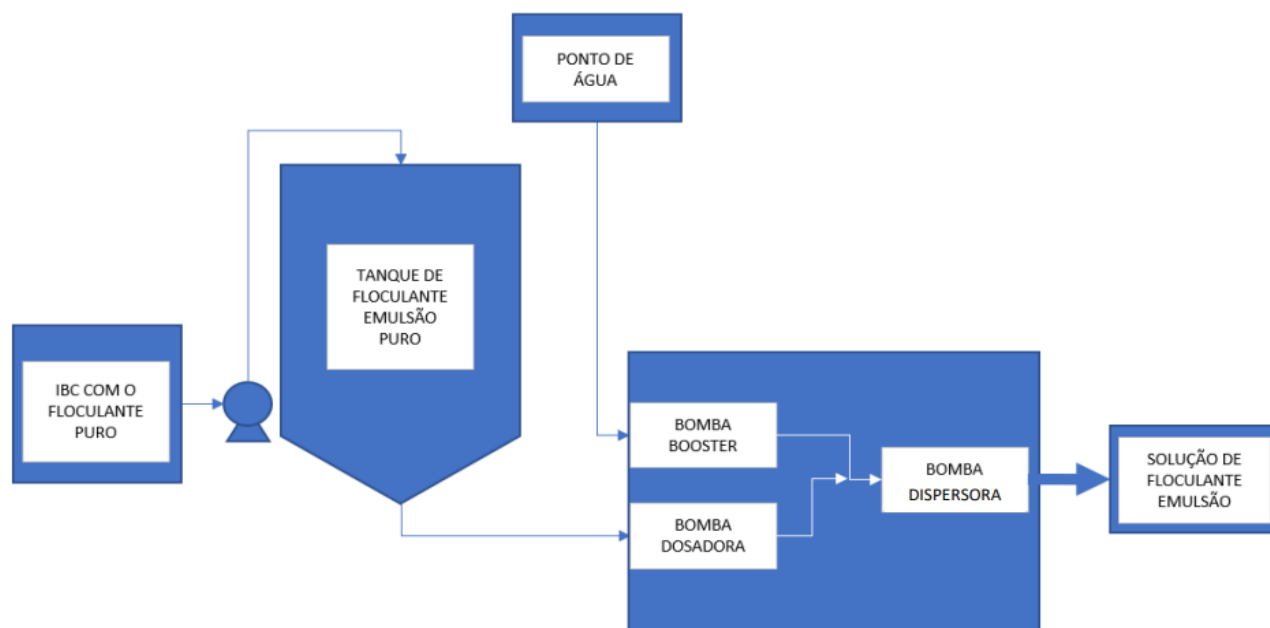 PONTO DE
ÁGUA
TANQUE DE
FLOCULANTE
EMULSÃO
PURO
IBC COM O
FLOCULANTE
PURO
BOMBA
BOOSTER
BOMBA
DOSADORA
BOMBA
DISPERSORA
SOLUÇÃO DE
FLOCULANTE
EMULSÃO